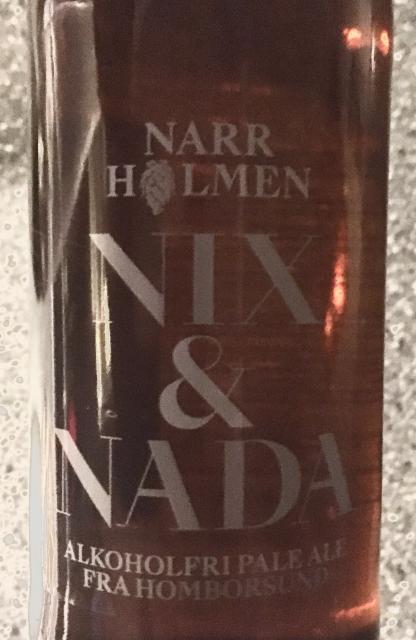 NARR
HOLMEN
NIX
&
NADA
ALKOHOLFRI PALE ALE
FRA HOMBORSUND